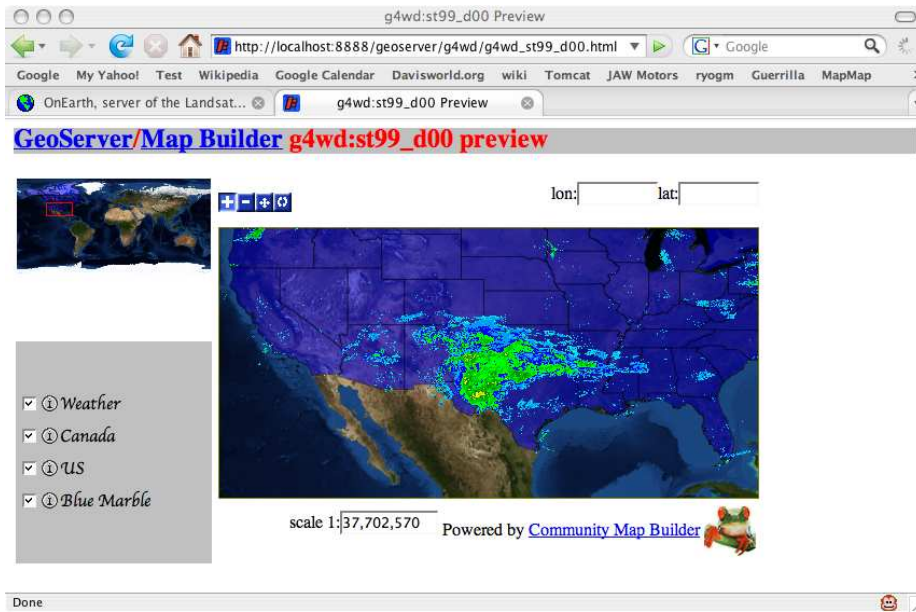 g4wd:st99_d00 Preview
http://localhost:8888/geoserver/g4wd/g4wd_st99_d00.html
G Google
Google My Yahoo! Test Wikipedia Google Calendar Davisworld.org wiki Tomcat JAW Motors ryogm Guerrilla MapMap
OnEarth, server of the Landsat... g4wd:st99_d00 Preview
GeoServer/Map Builder g4wd:st99_d00 preview
lon: lat:
Weather
Canada
US
Blue Marble
scale 1: 37,702,570 Powered by Community Map Builder
Done